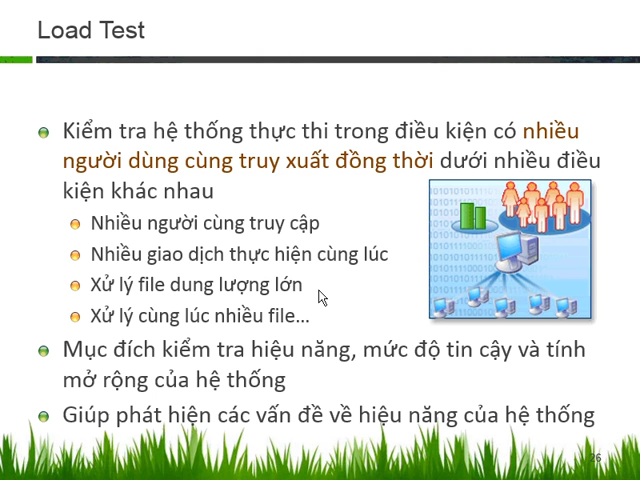 Load Test
Kiểm tra hệ thống thực thi trong điều kiện có nhiều
người dùng cùng truy xuất đồng thời dưới nhiều điều
kiện khác nhau
Nhiều người cùng truy cập
Nhiều giao dịch thực hiện cùng lúc
Xử lý file dung lượng lớn
Xử lý cùng lúc nhiều file...
Mục đích kiểm tra hiệu năng, mức độ tin cậy và tính
mở rộng của hệ thống
Giúp phát hiện các vấn đề về hiệu năng của hệ thống
26